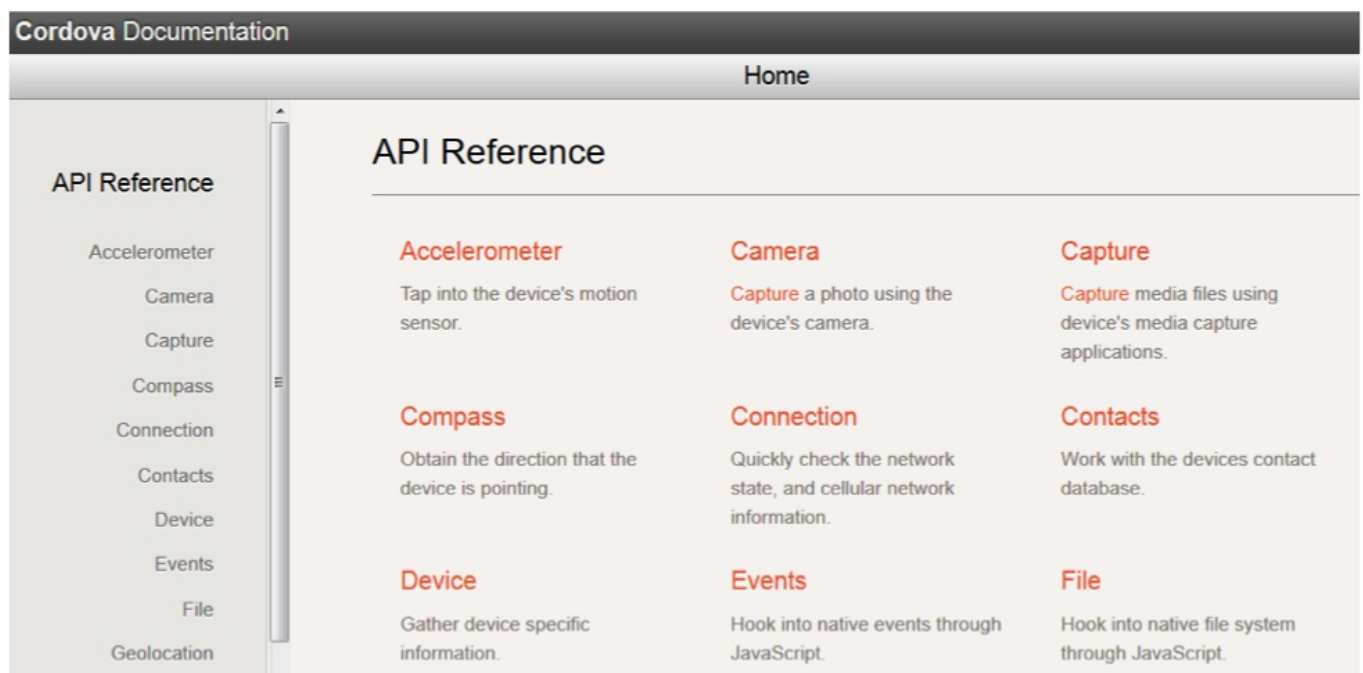 Cordova Documentation
Home
API Reference
Accelerometer
Camera
Capture
Compass
Connection
Contacts
Device
Events
File
Geolocation
API Reference
Accelerometer
Tap into the device's motion
sensor.
Camera
Capture a photo using the
device's camera.
Capture
Capture media files using
device's media capture
applications.
Compass
Obtain the direction that the
device is pointing.
Connection
Quickly check the network
state, and cellular network
information.
Contacts
Work with the devices contact
database.
Device
Gather device specific
information.
Events
Hook into native events through
JavaScript.
File
Hook into native file system
through JavaScript.